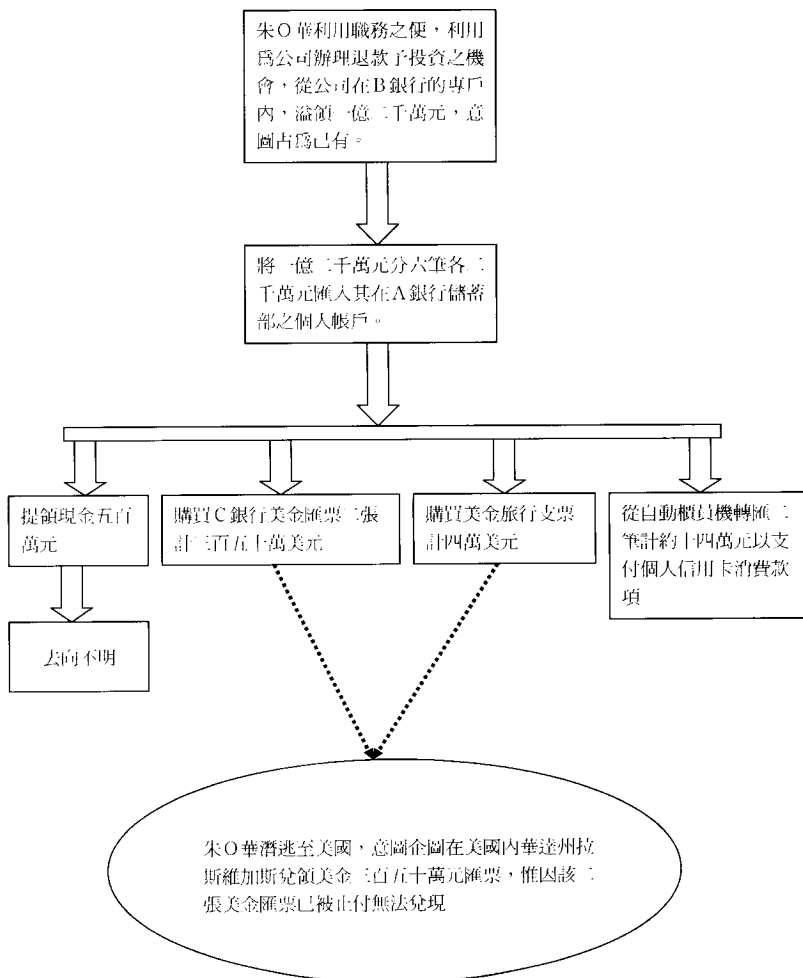 朱O華利用職務之便，利用
爲公司辦理退款予投資之機
會，從公司在B銀行的專戶
內，溢領一億二千萬元，意
圖占爲已有。
將一億二千萬元分六筆各二
千萬元匯入其在A銀行儲蓄
部之個人帳戶。
提領現金五百
萬元
購買C銀行美金匯票二張
計三百五十萬美元
購買美金旅行支票
計四萬美元
從自動櫃員機轉匯二
筆計約十四萬元以支
付個人信用卡消費款
項
去向不明
朱O華潛逃至美國，意圖企圖在美國內華達州拉
斯維加斯兌領美金三百五十萬元匯票，惟因該二
張美金匯票已被止付無法兌現